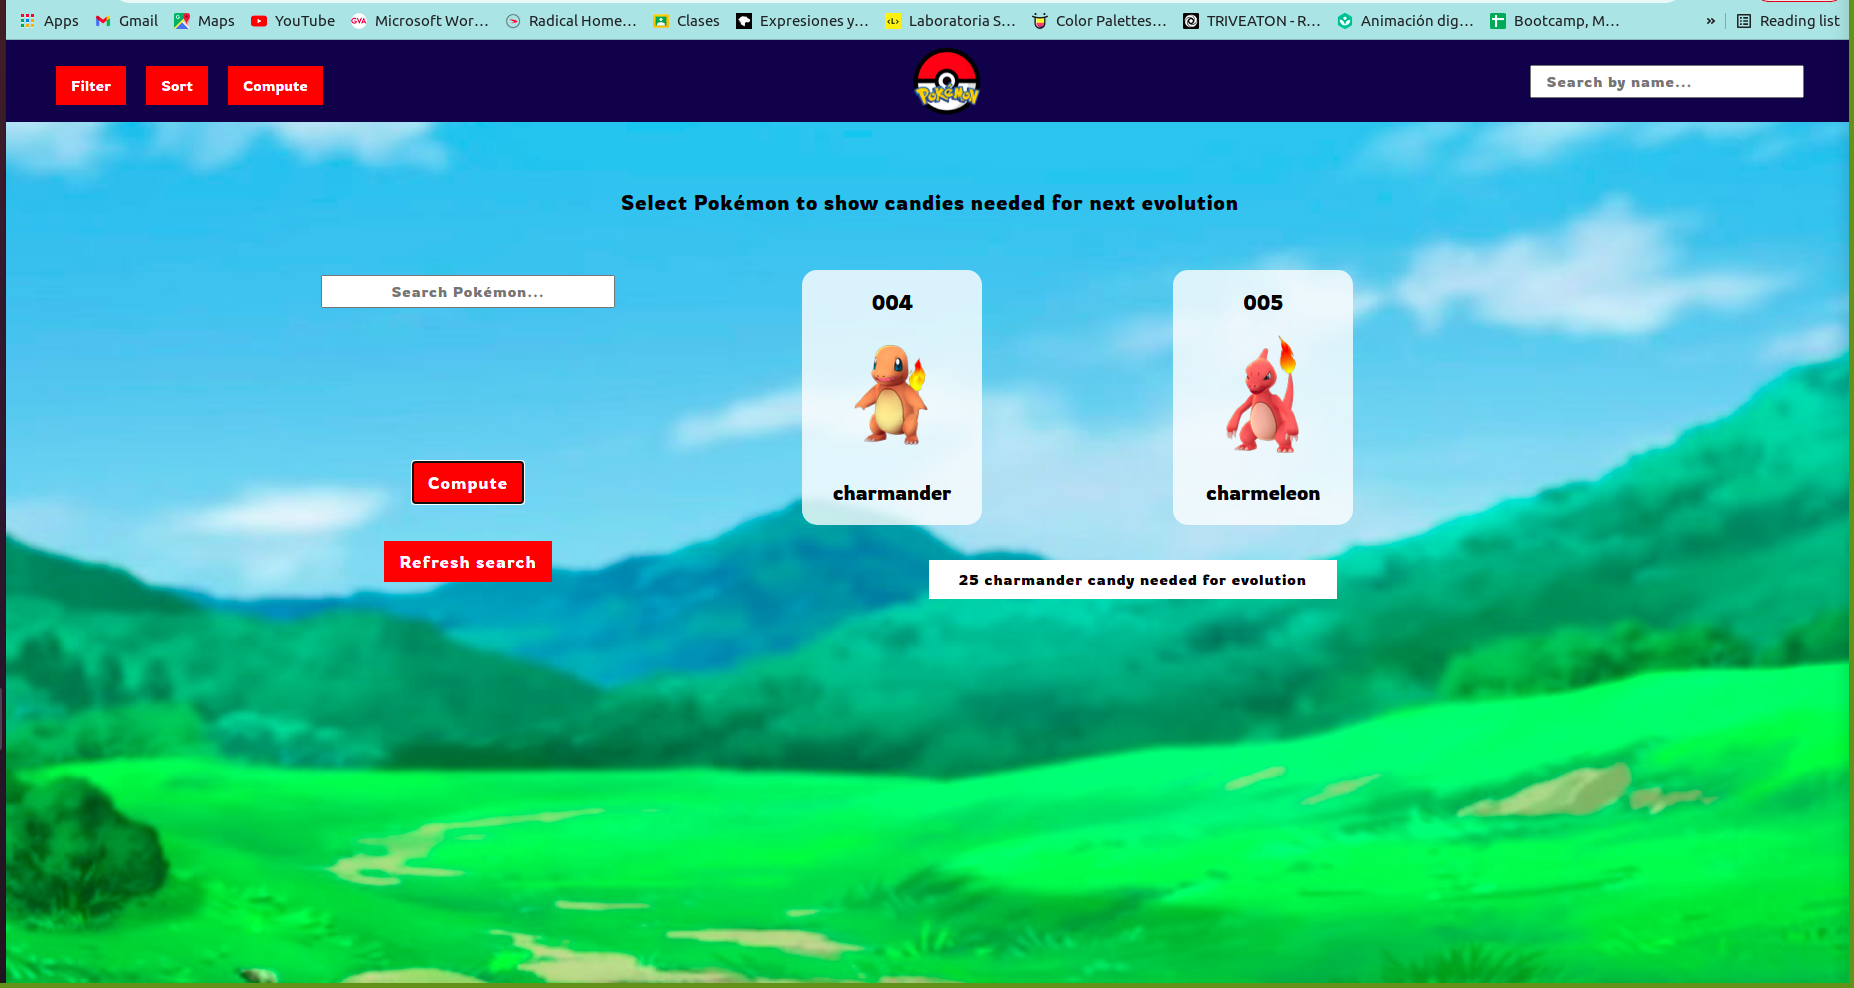 Apps Gmail Maps YouTube GVA Microsoft Wor... Radical Home... Clases Expresiones y... <L> Laboratoria S... Color Palettes... TRIVEATON - R... Animación dig... Bootcamp, M... » Reading list
Filter Sort Compute POKéMON Search by name...
Select Pokémon to show candies needed for next evolution
Search Pokémon...
004
charmander
005
charmeleon
Compute
Refresh search
25 charmander candy needed for evolution